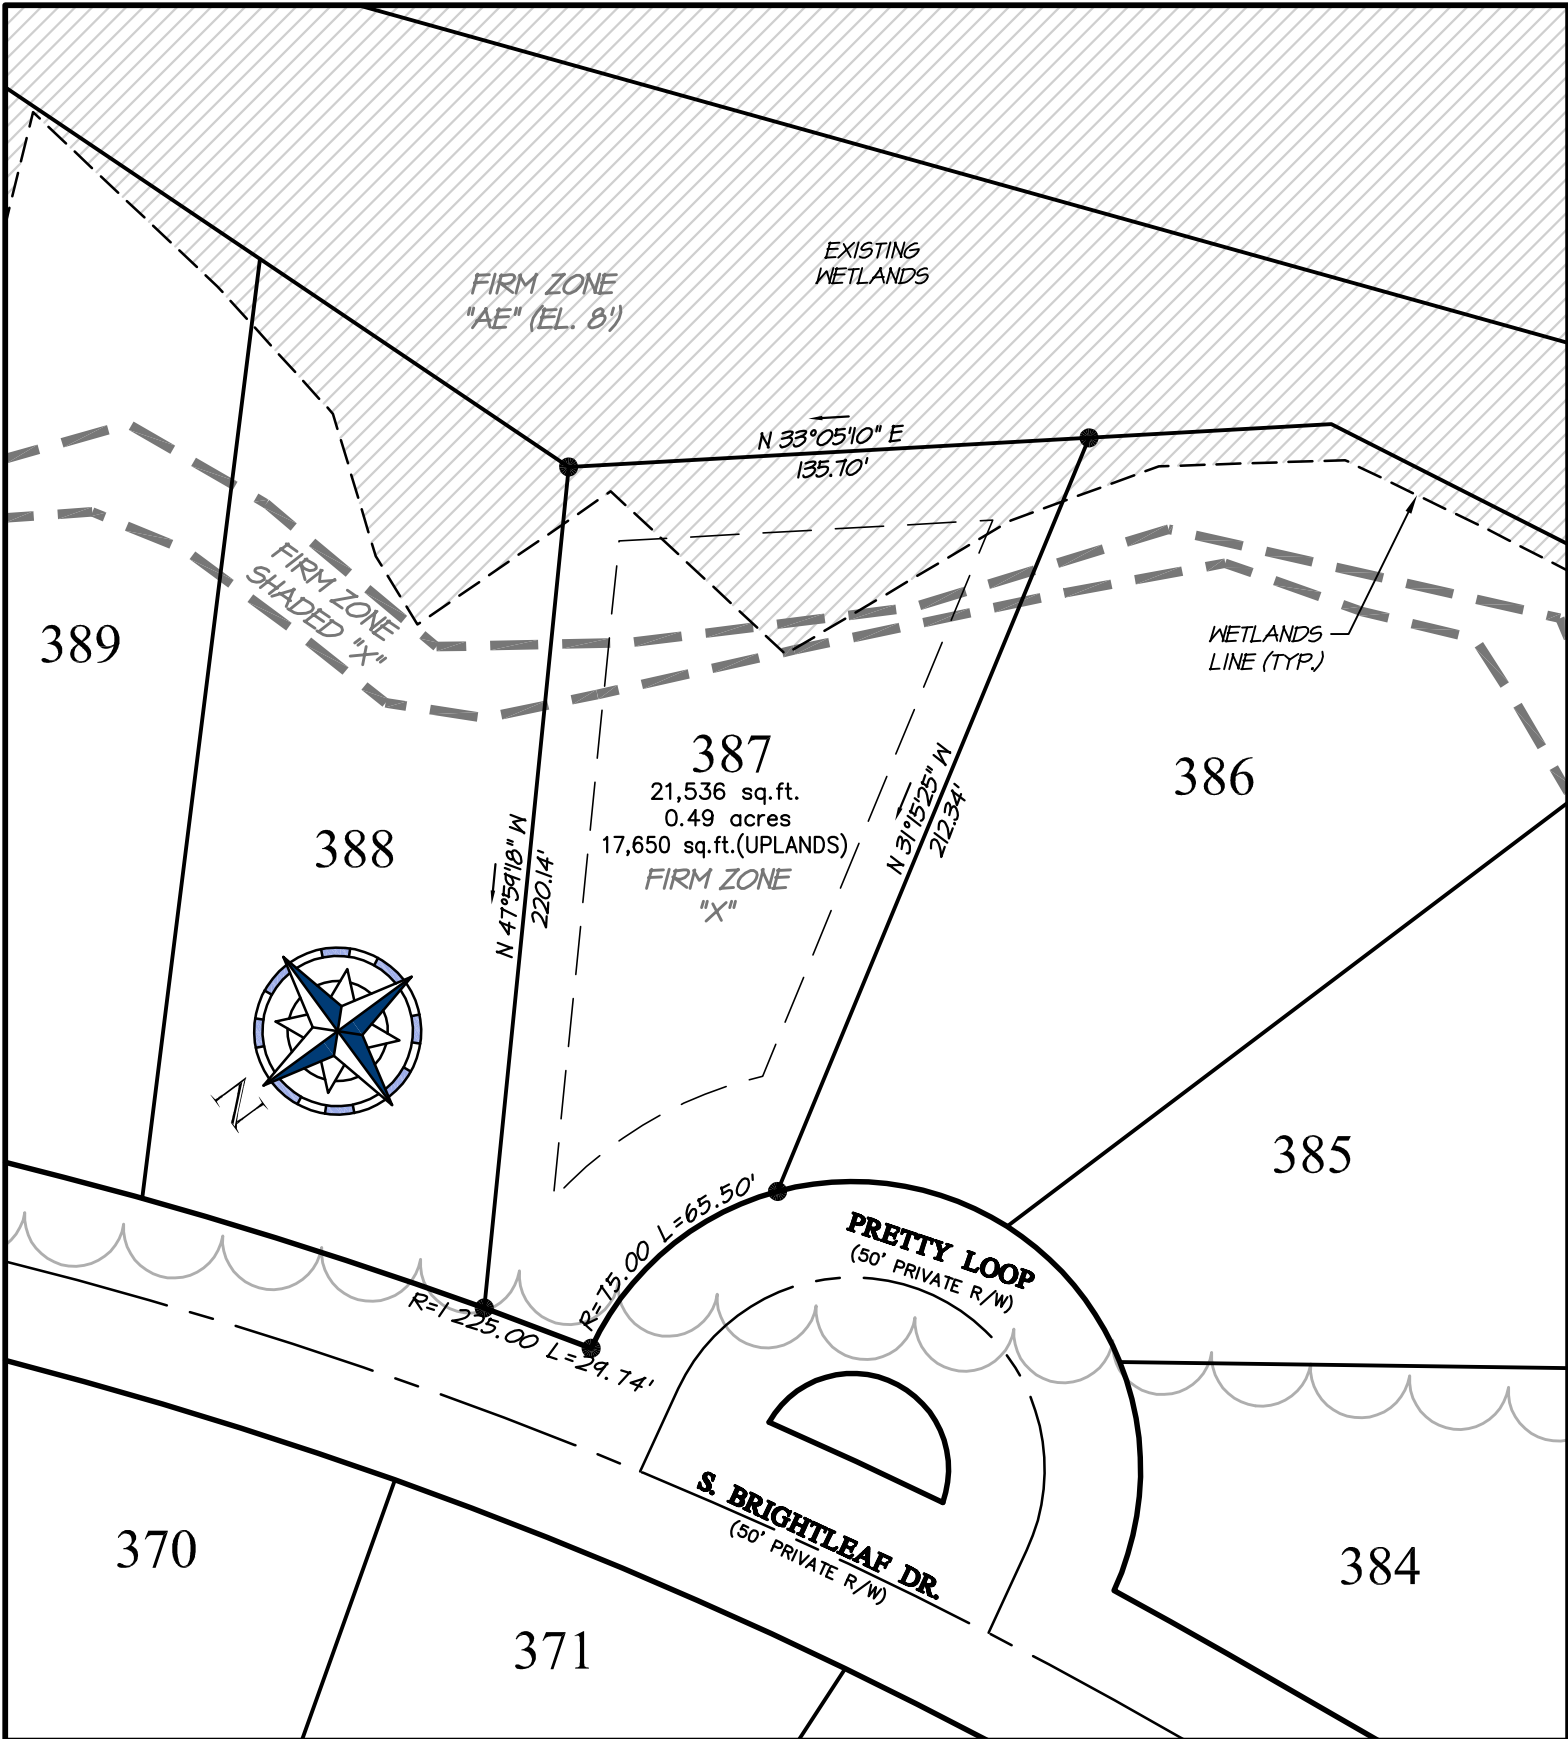 EXISTING
WETLANDS
FIRM ZONE
"AE" (EL. 8')
N 33°05'10" E
135.70'
FIRM ZONE
SHADED "X"
389
WETLANDS
LINE (TYP.)
387
21,536 sq.ft.
0.49 acres
17,650 sq.ft.(UPLANDS)
FIRM ZONE
"X"
N 31°15'25" W
212.34'
386
388
N 47°59'18" W
220.14'
N
385
R=75.00 L=65.50'
PRETTY LOOP
(50' PRIVATE R/W)
R=1225.00 L=29.74'
S. BRIGHTLEAF DR.
(50' PRIVATE R/W)
370
384
371